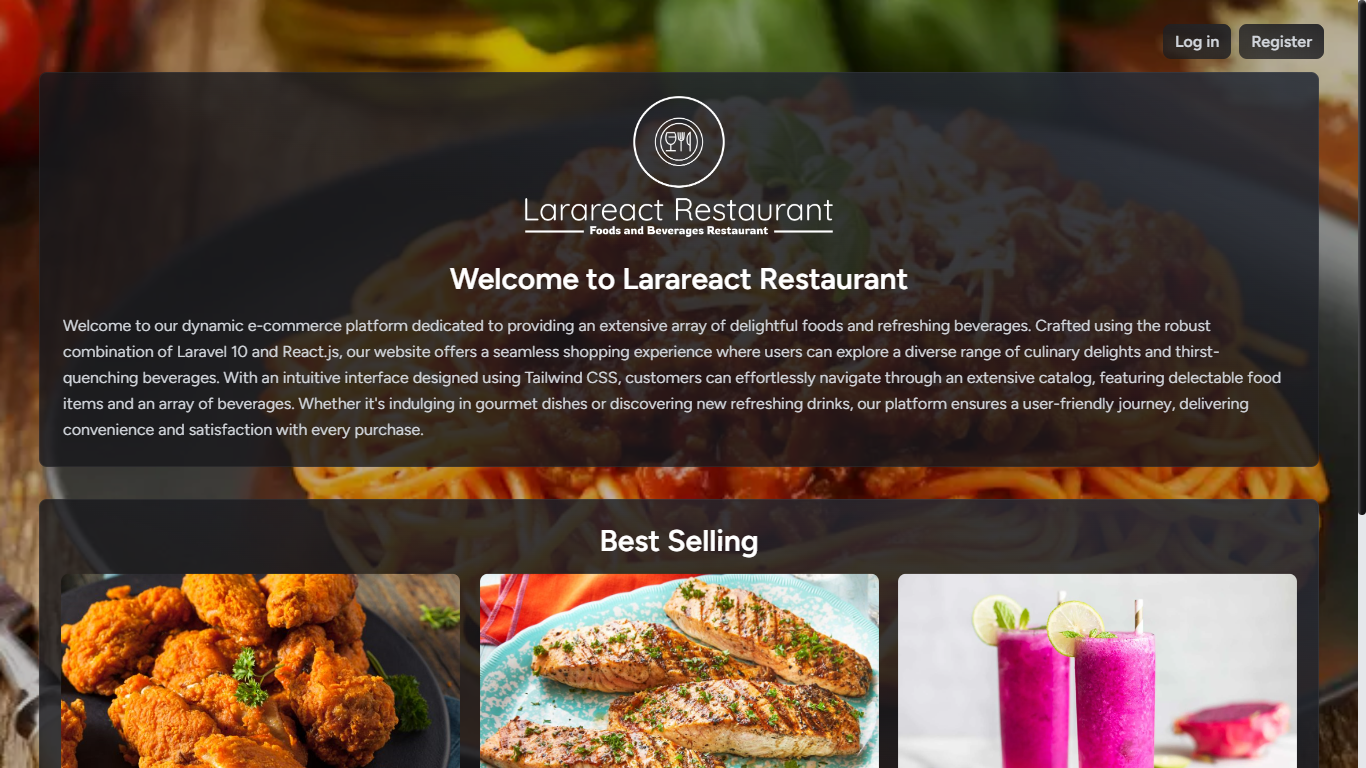 Log in
Register
Larareact Restaurant
Foods and Beverages Restaurant
Welcome to Larareact Restaurant
Welcome to our dynamic e-commerce platform dedicated to providing an extensive array of delightful foods and refreshing beverages. Crafted using the robust
combination of Laravel 10 and React.js, our website offers a seamless shopping experience where users can explore a diverse range of culinary delights and thirst-
quenching beverages. With an intuitive interface designed using Tailwind CSS, customers can effortlessly navigate through an extensive catalog, featuring delectable food
items and an array of beverages. Whether it's indulging in gourmet dishes or discovering new refreshing drinks, our platform ensures a user-friendly journey, delivering
convenience and satisfaction with every purchase.
Best Selling